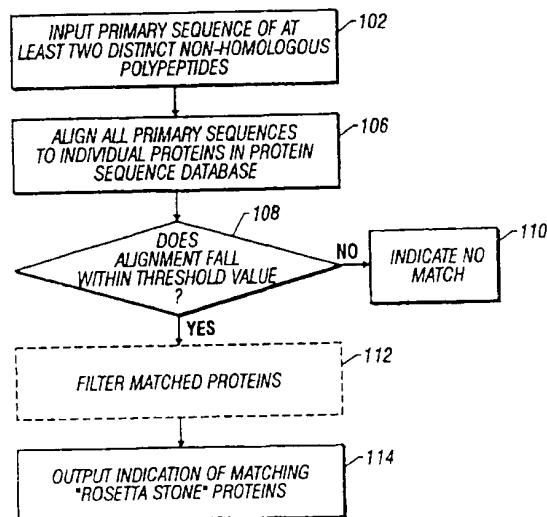 INPUT PRIMARY SEQUENCE OF AT
LEAST TWO DISTINCT NON-HOMOLOGOUS
POLYPEPTIDES
102
ALIGN ALL PRIMARY SEQUENCES
TO INDIVIDUAL PROTEINS IN PROTEIN
SEQUENCE DATABASE
106
108
DOES
ALIGNMENT FALL
WITHIN THRESHOLD VALUE
?
NO
INDICATE NO
MATCH
110
YES
112
FILTER MATCHED PROTEINS
OUTPUT INDICATION OF MATCHING
"ROSETTA STONE" PROTEINS
114